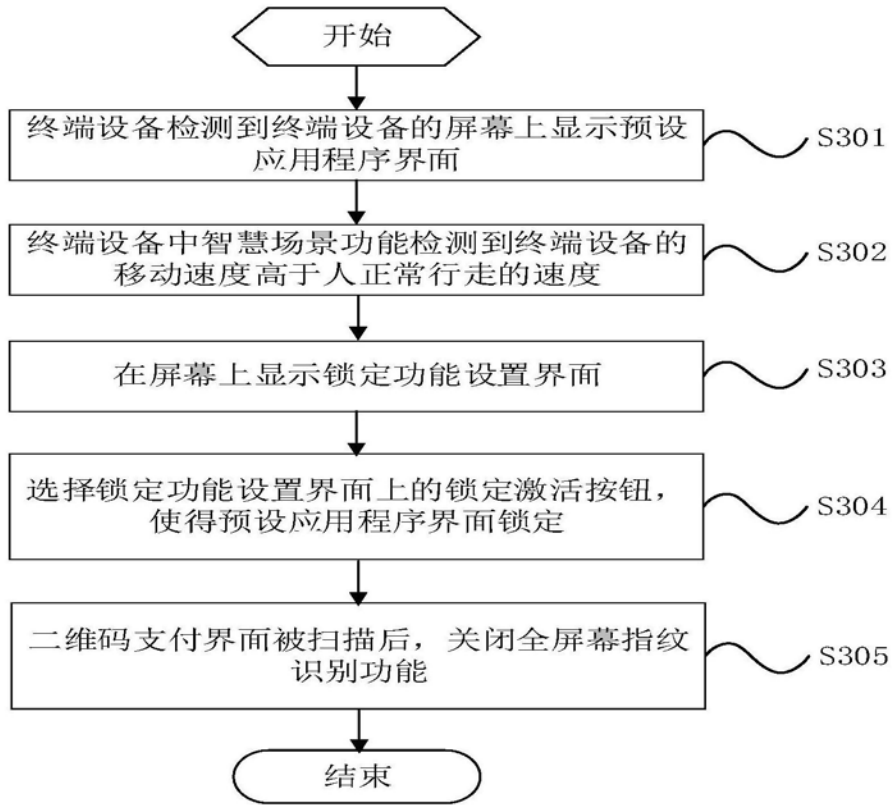 开始
终端设备检测到终端设备的屏幕上显示预设
应用程序界面
S301
终端设备中智慧场景功能检测到终端设备的
移动速度高于人正常行走的速度
S302
在屏幕上显示锁定功能设置界面
S303
选择锁定功能设置界面上的锁定激活按钮，
使得预设应用程序界面锁定
S304
二维码支付界面被扫描后，关闭全屏幕指纹
识别功能
S305
结束